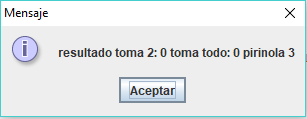 Mensaje
resultado toma 2: 0 toma todo: 0 pirinola 3
Aceptar